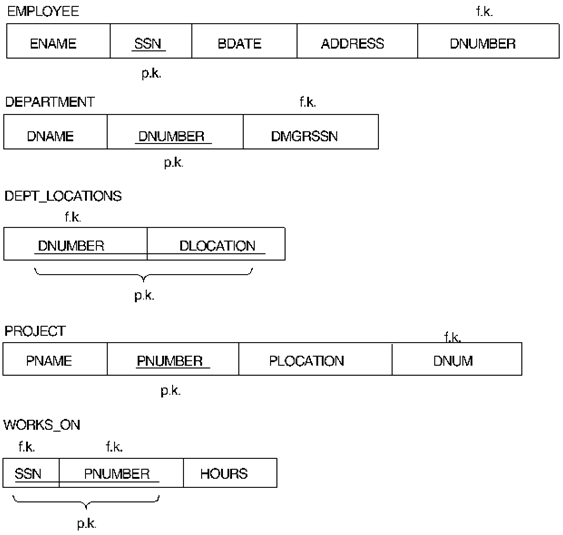 EMPLOYEE
f.k.
ENAME SSN BDATE ADDRESS DNUMBER
p.k.
DEPARTMENT
f.k.
DNAME DNUMBER DMGRSSN
p.k.
DEPT_LOCATIONS
f.k.
DNUMBER DLOCATION
p.k.
PROJECT
f.k.
PNAME PNUMBER PLOCATION DNUM
p.k.
WORKS_ON
f.k. f.k.
SSN PNUMBER HOURS
p.k.